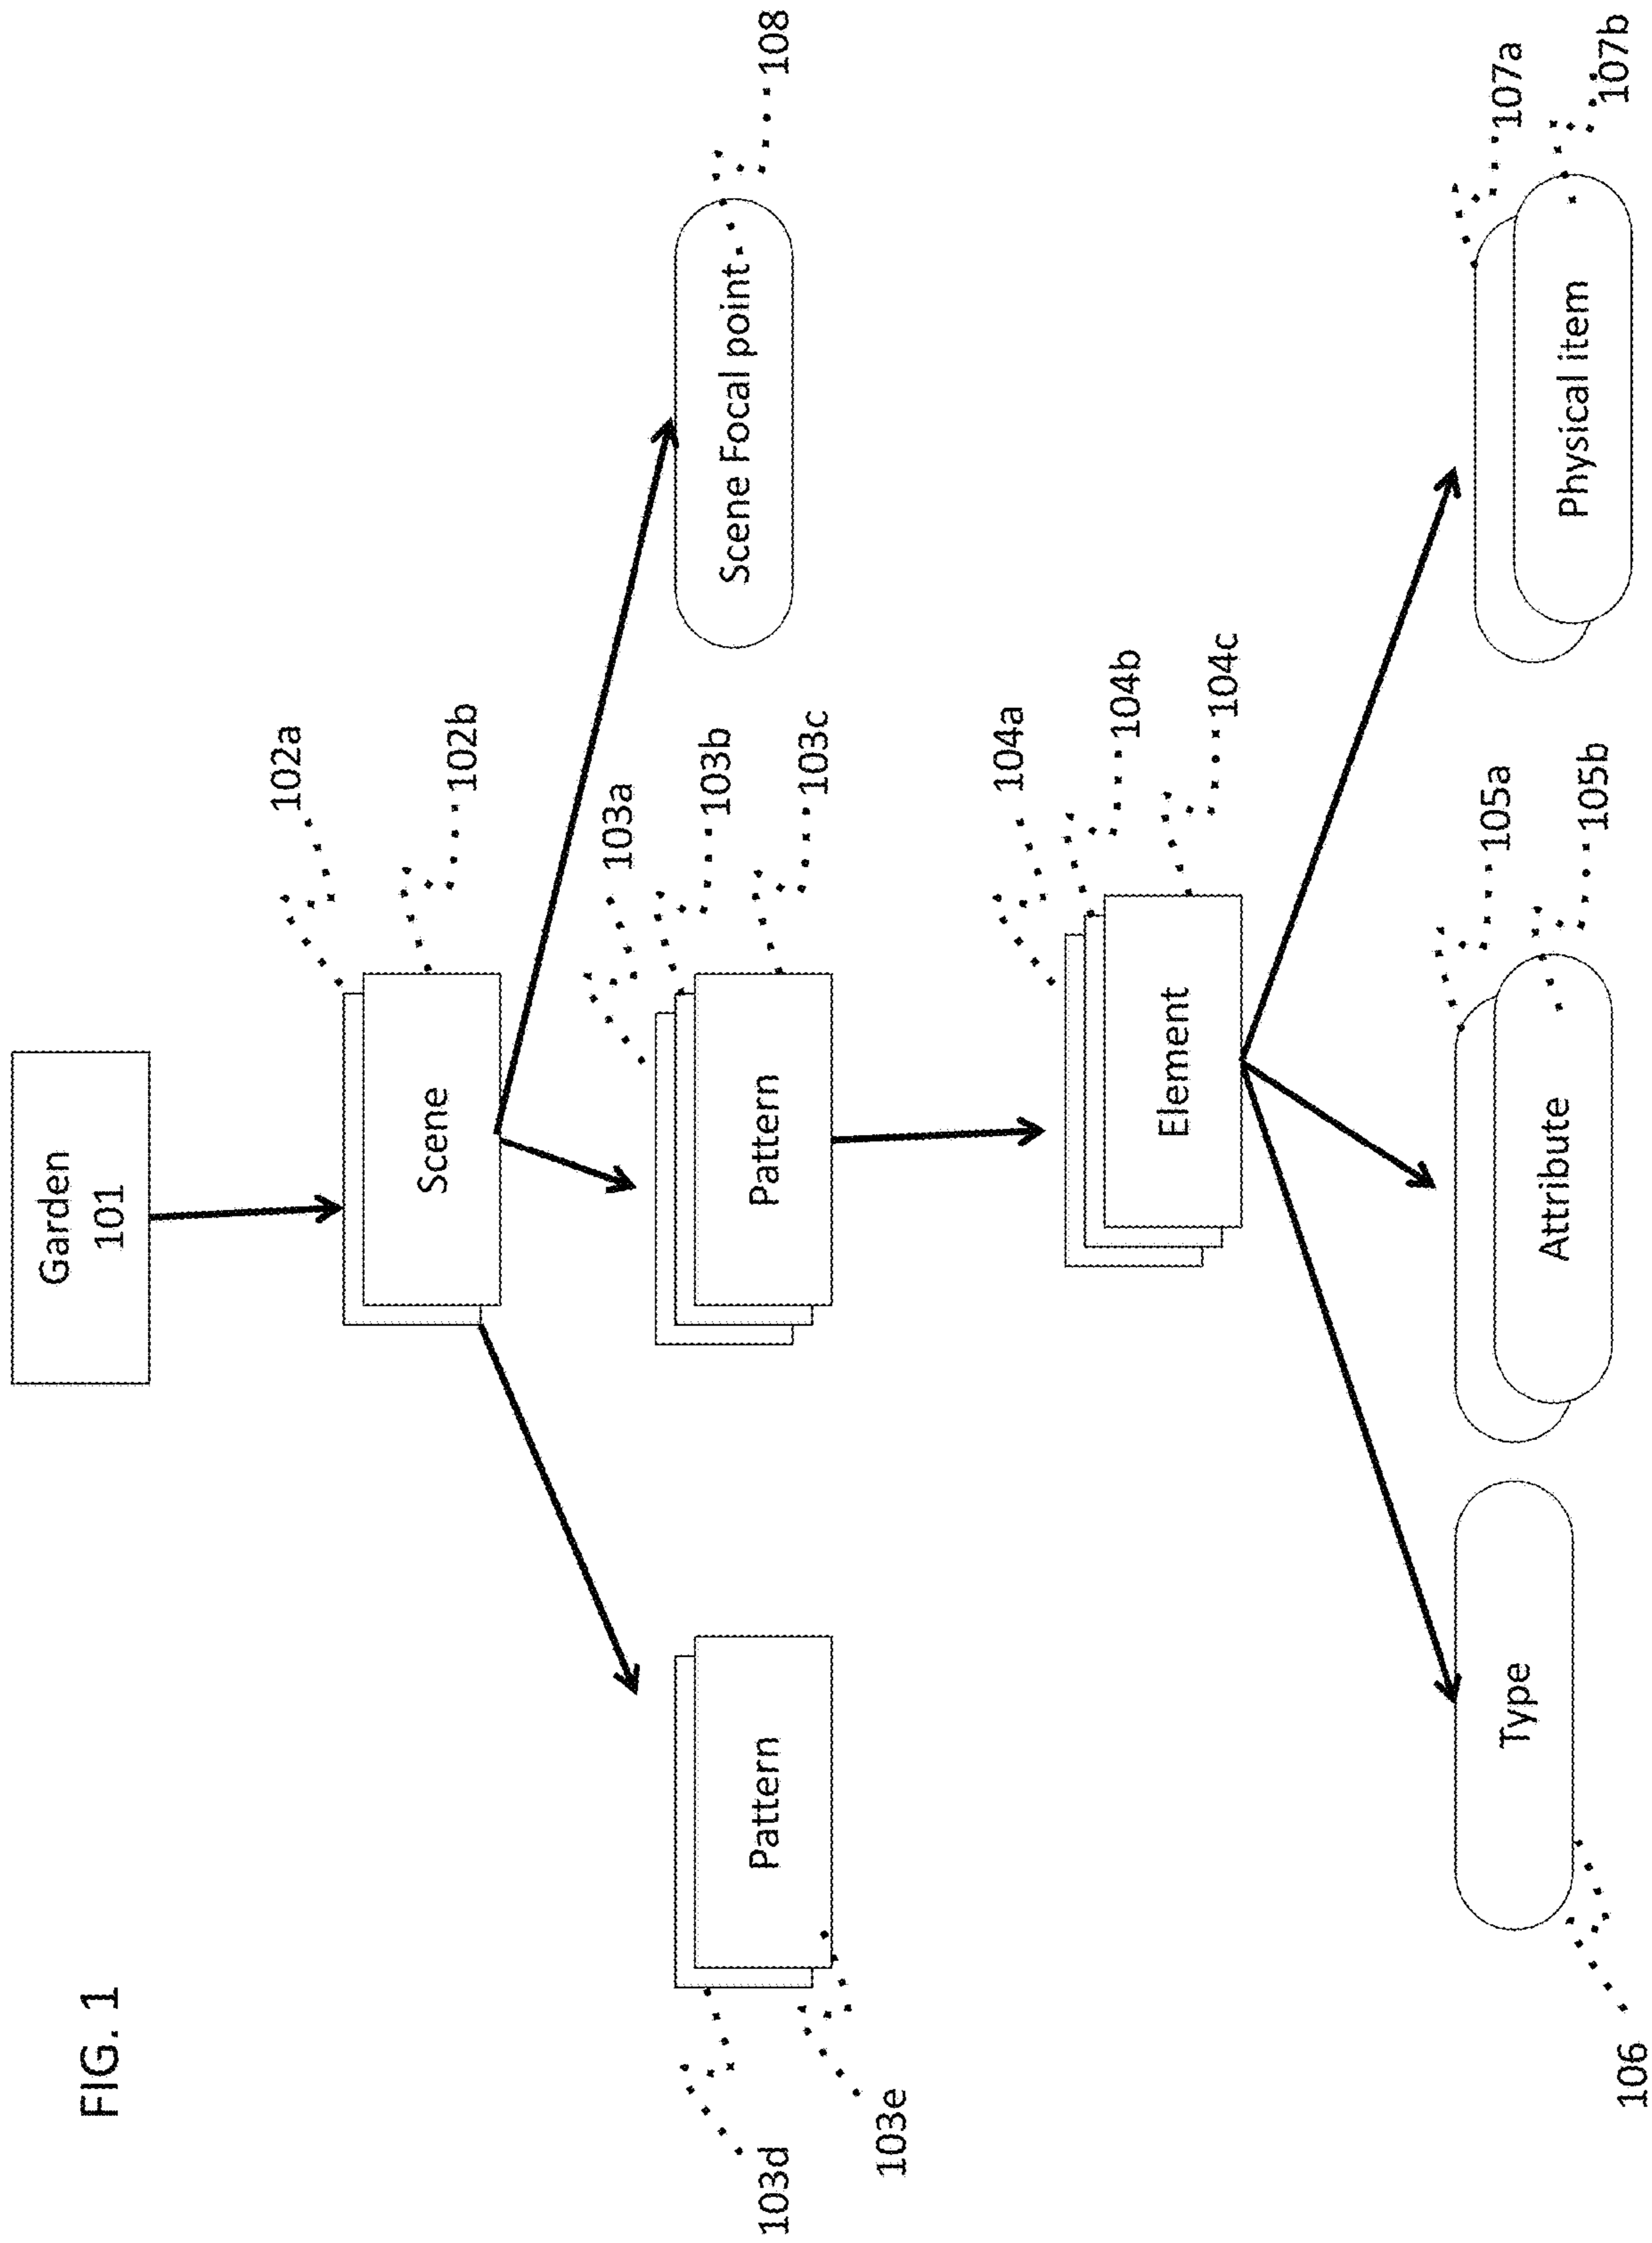 FIG. 1
Garden
101
102a
Scene
102b
103a
103b
103d
Pattern
Pattern
103c
103e
Scene Focal point
108
104a
104b
Element
104c
107a
105a
Type
Attribute
Physical item
105b
107b
106